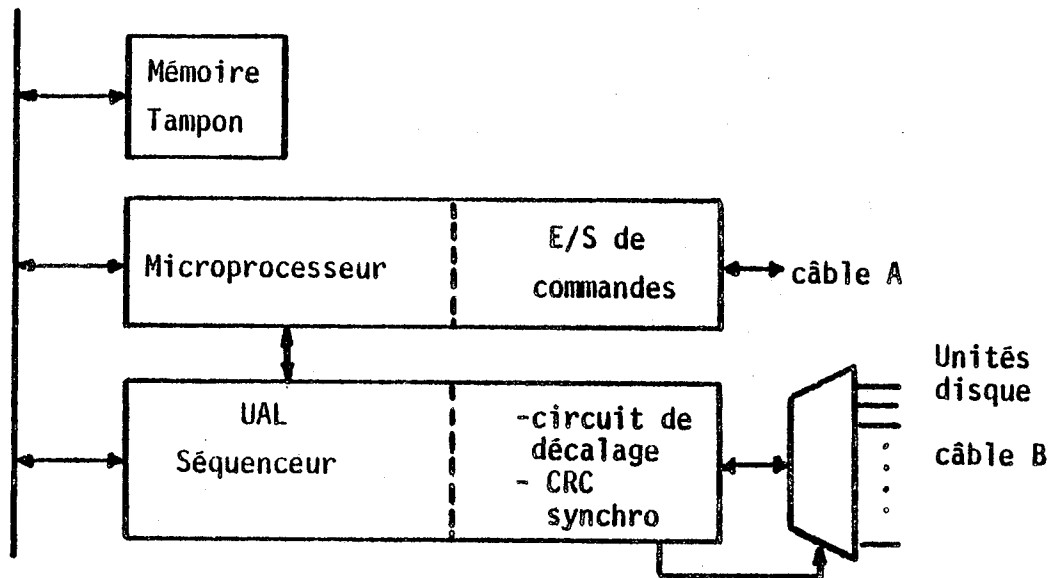 Mémoire
Tampon
Microprocesseur
E/S de
commandes
câble A
UAL
Séquenceur
-circuit de
décalage
- CRC
synchro
Unités
disque
câble B